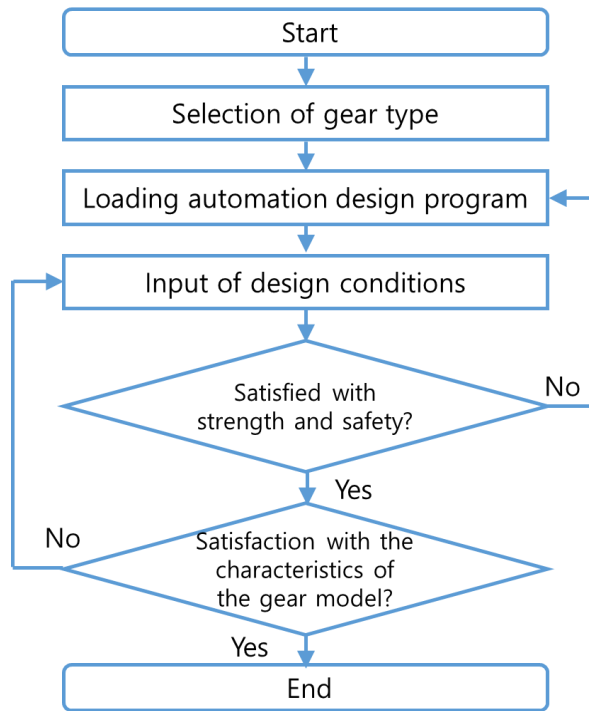 Start
Selection of gear type
Loading automation design program
Input of design conditions
Satisfied with
strength and safety?
No
Yes
No
Satisfaction with the
characteristics of
the gear model?
Yes
End